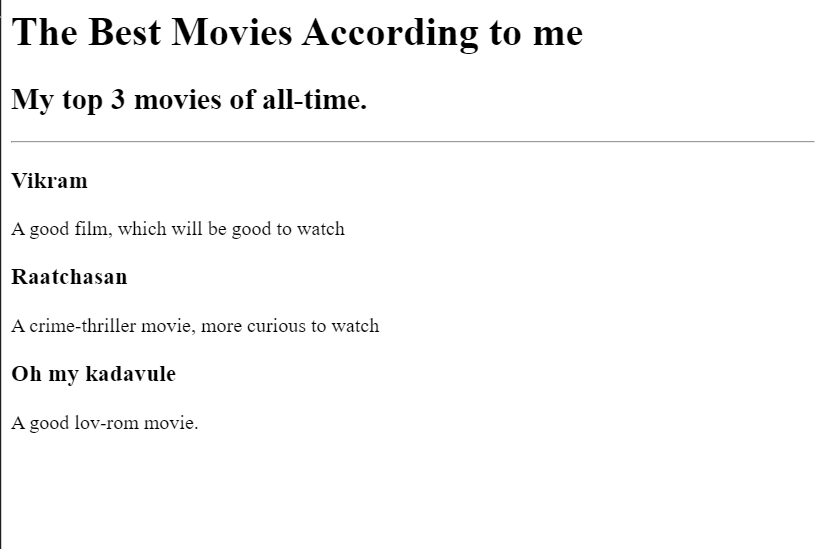 The Best Movies According to me
My top 3 movies of all-time.
Vikram
A good film, which will be good to watch
Raatchasan
A crime-thriller movie, more curious to watch
Oh my kadavule
A good lov-rom movie.